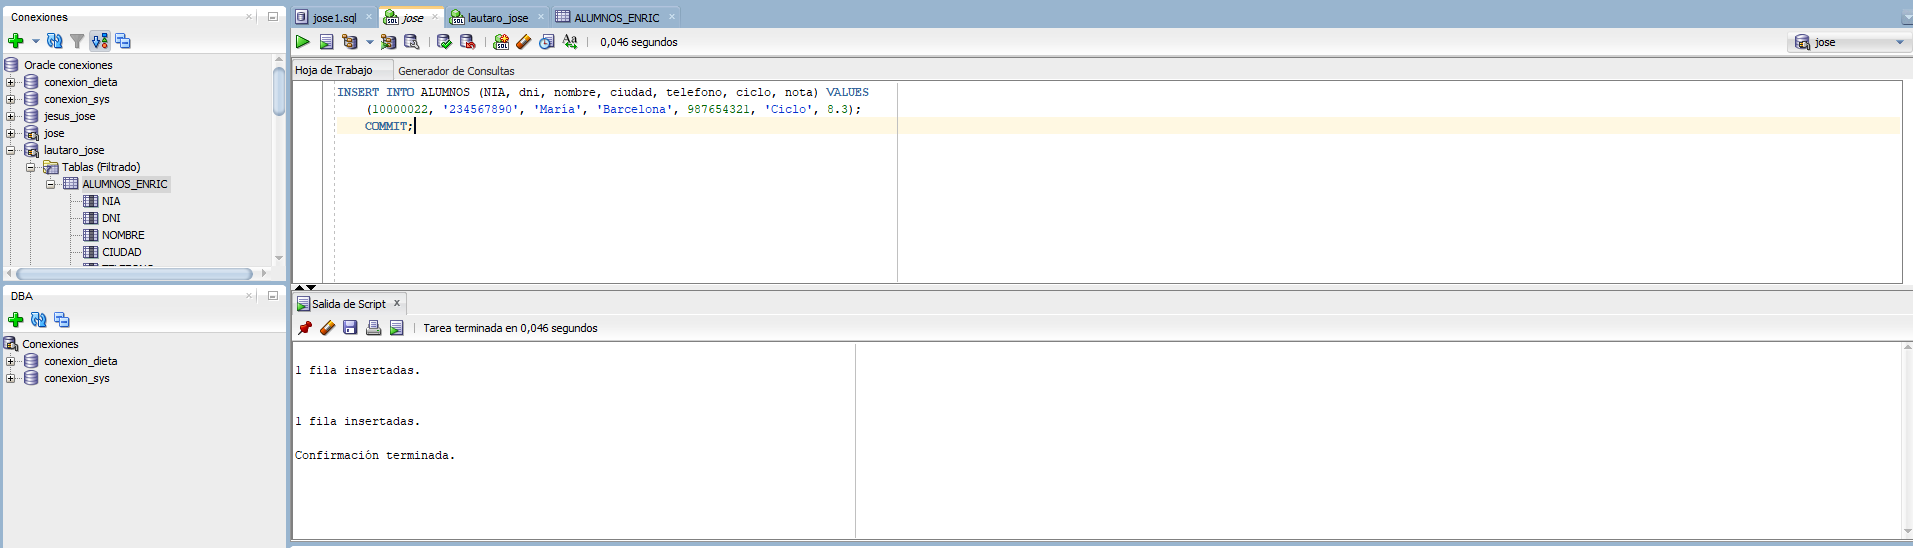 Conexiones
Oracle conexiones
conexion_dieta
conexion_sys
jesus_jose
jose
lautaro_jose
Tablas (Filtrado)
ALUMNOS_ENRIC
NIA
DNI
NOMBRE
CIUDAD
DBA
Conexiones
conexion_dieta
conexion_sys
jose1.sql
jose
lautaro_jose
ALUMNOS_ENRIC
0,046 segundos
jose
Hoja de Trabajo
Generador de Consultas
INSERT INTO ALUMNOS (NIA, dni, nombre, ciudad, telefono, ciclo, nota) VALUES
(10000022, '234567890', 'María', 'Barcelona', 987654321, 'Ciclo', 8.3);
COMMIT;
Salida de Script
Tarea terminada en 0,046 segundos
1 fila insertadas.
1 fila insertadas.
Confirmación terminada.